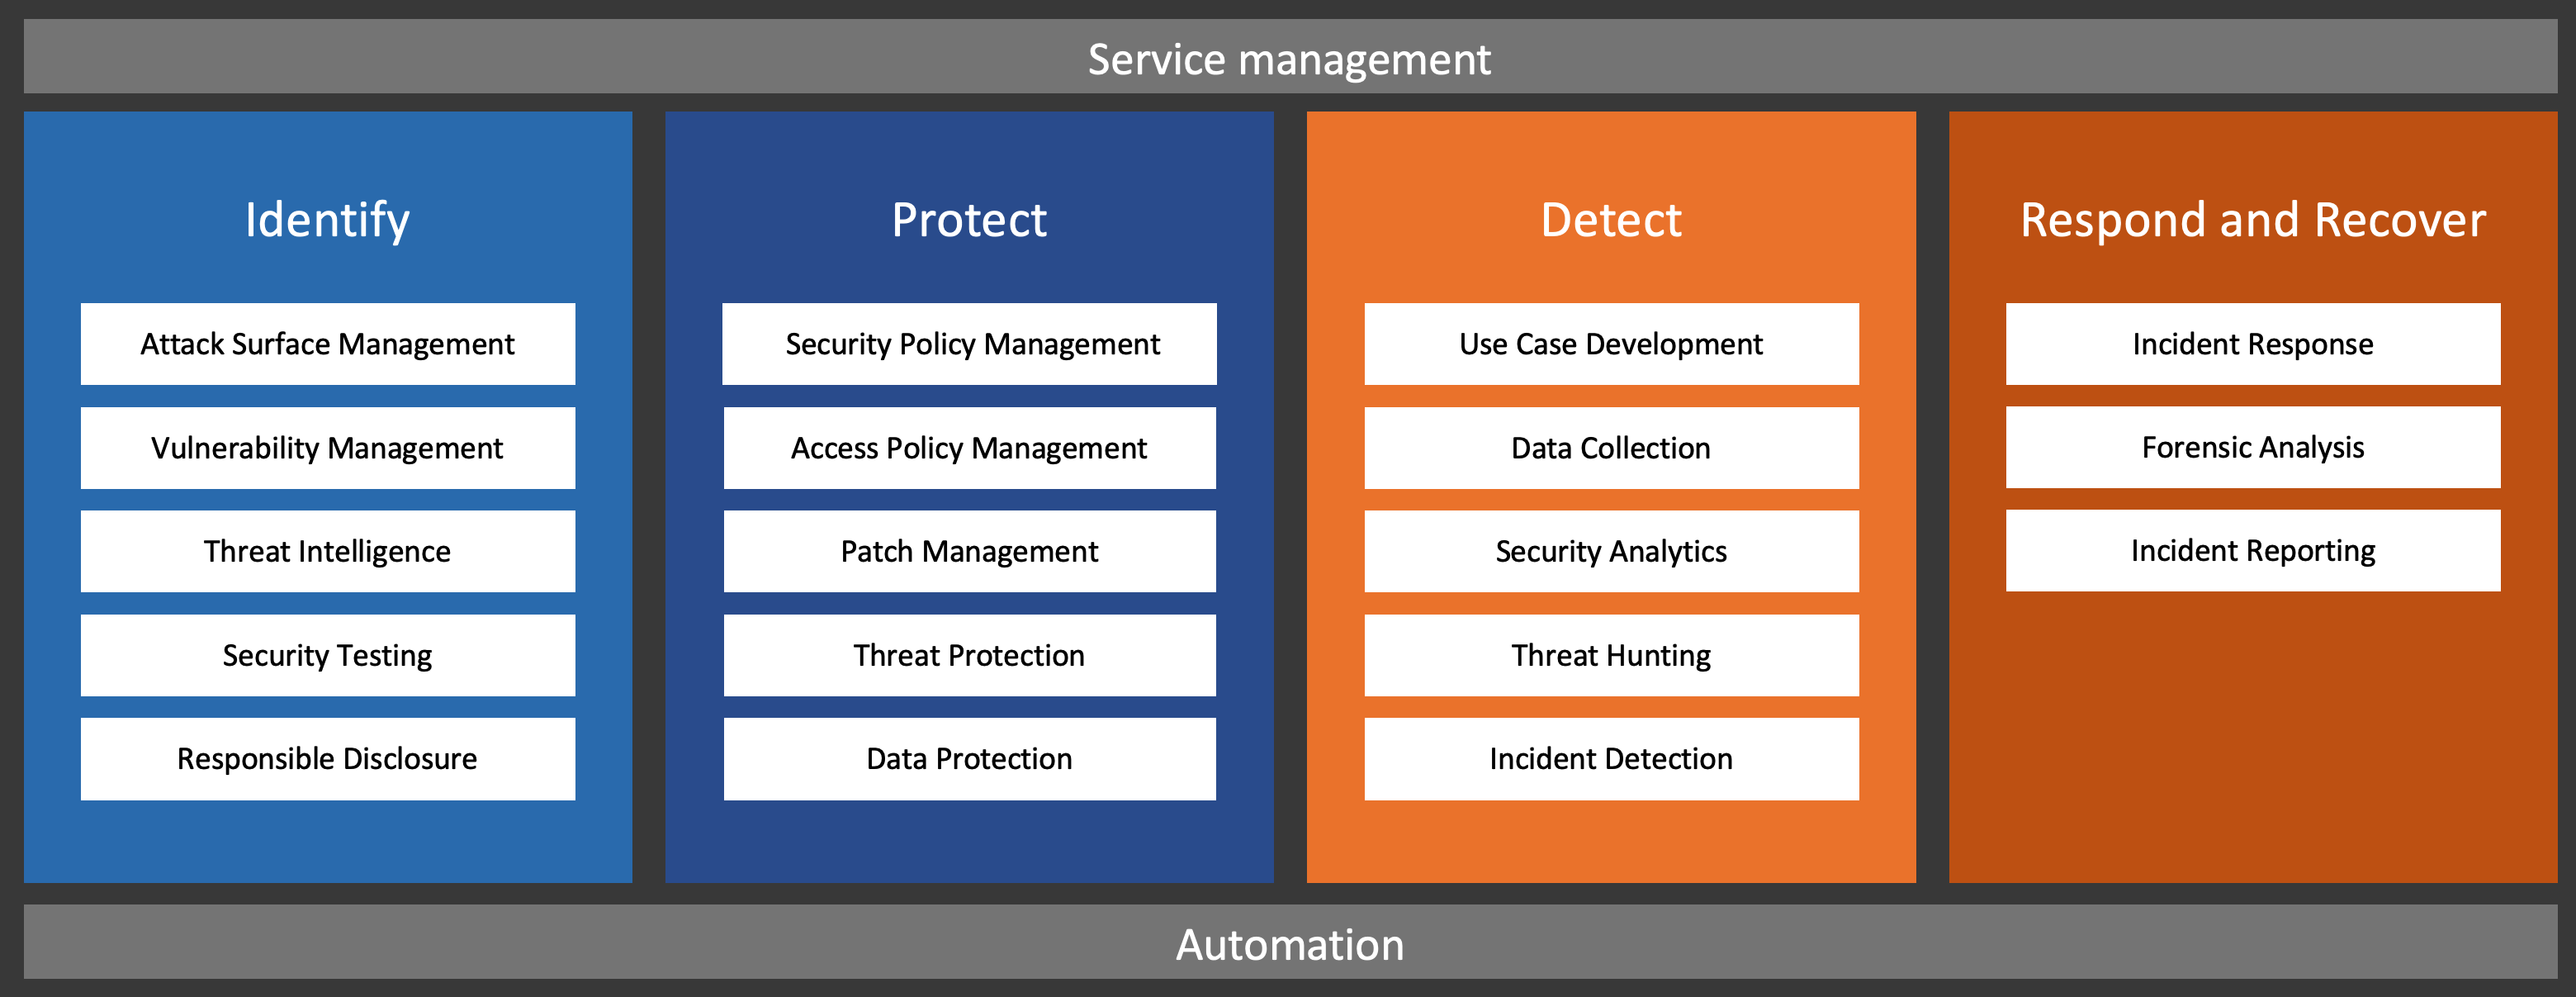 Service management
Identify
Attack Surface Management
Vulnerability Management
Threat Intelligence
Security Testing
Responsible Disclosure
Protect
Security Policy Management
Access Policy Management
Patch Management
Threat Protection
Data Protection
Detect
Use Case Development
Data Collection
Security Analytics
Threat Hunting
Incident Detection
Respond and Recover
Incident Response
Forensic Analysis
Incident Reporting
Automation